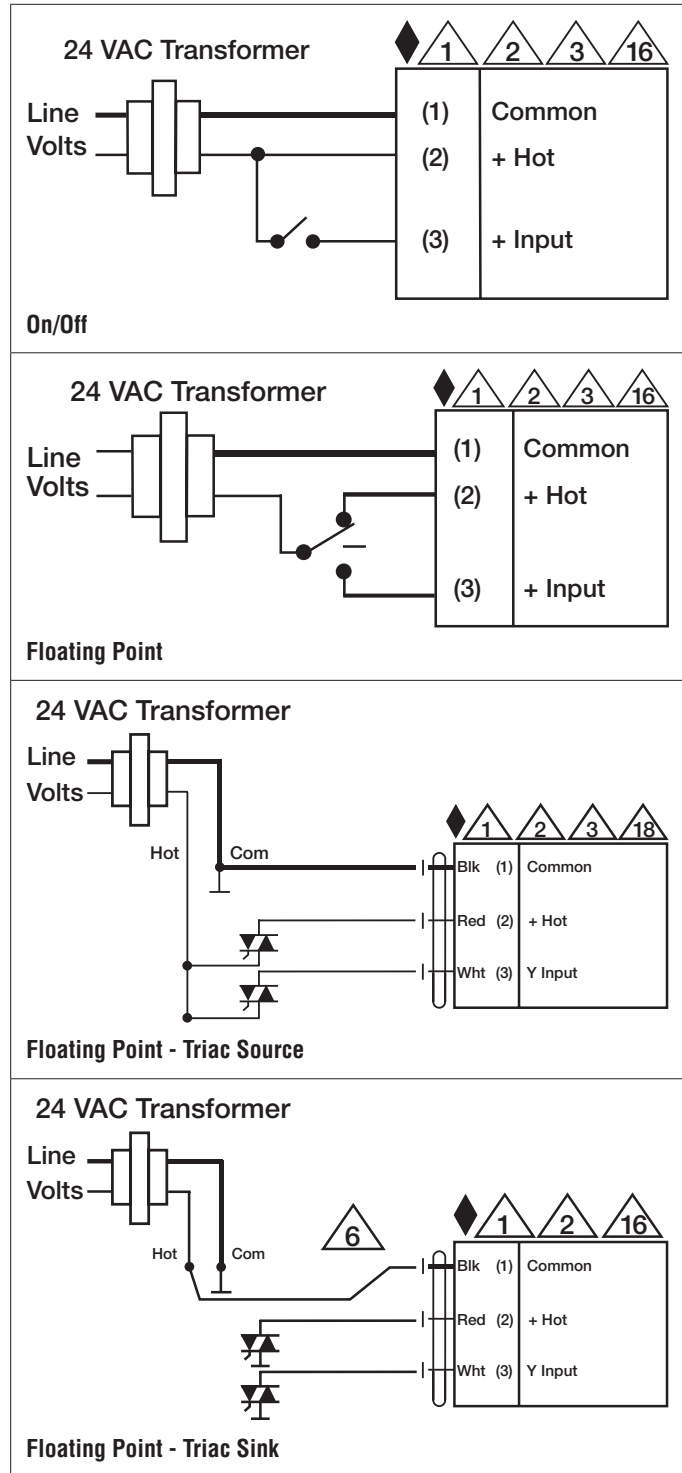 24 VAC Transformer
1 2 3 16
Line
Volts
(1) Common
(2) + Hot
(3) + Input
On/Off
24 VAC Transformer
1 2 3 16
Line
Volts
(1) Common
(2) + Hot
(3) + Input
Floating Point
24 VAC Transformer
Line
Volts
1 2 3 18
Hot Com
Blk (1) Common
Red (2) + Hot
Wht (3) Y Input
Floating Point - Triac Source
24 VAC Transformer
Line
Volts
6
1 2 16
Hot Com
Blk (1) Common
Red (2) + Hot
Wht (3) Y Input
Floating Point - Triac Sink